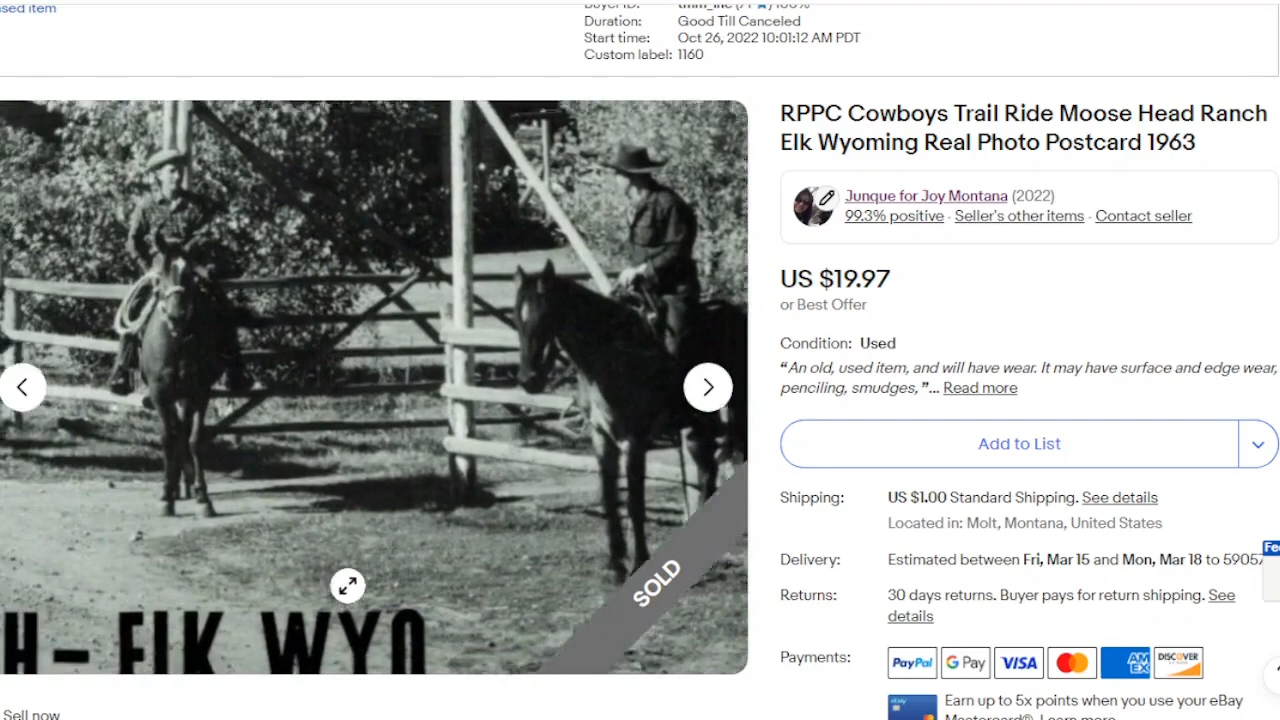 Duration: Good Till Canceled
Start time: Oct 26, 2022 10:01:12 AM PDT
Custom label: 1160
RPPC Cowboys Trail Ride Moose Head Ranch
Elk Wyoming Real Photo Postcard 1963
Junque for Joy Montana (2022)
99.3% positive · Seller's other items · Contact seller
US $19.97
or Best Offer
Condition: Used
“An old, used item, and will have wear. It may have surface and edge wear,
penciling, smudges, ”... Read more
Add to List
SOLD
Shipping: US $1.00 Standard Shipping. See details
Located in: Molt, Montana, United States
Delivery: Estimated between Fri, Mar 15 and Mon, Mar 18 to 59057
Returns: 30 days returns. Buyer pays for return shipping. See
details
H - ElK WYO
Payments: PayPal G Pay VISA AM EX DISCOVER
Earn up to 5x points when you use your eBay
Mastercard®. Learn more
Sell now